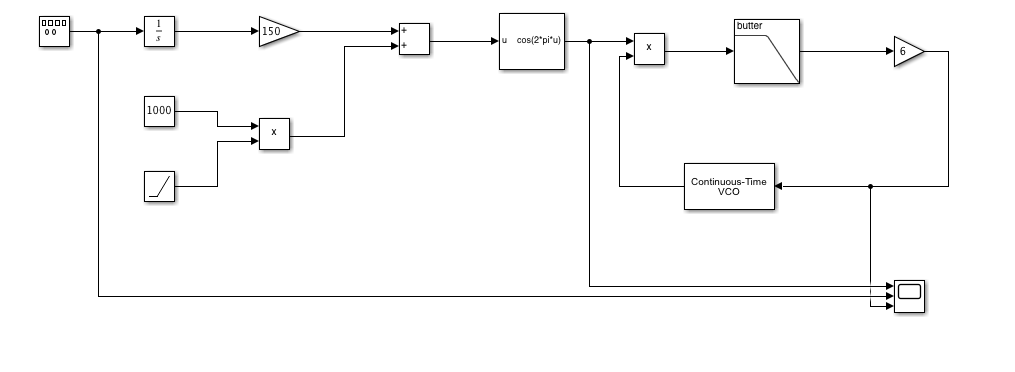 1
s
150
+
+
u cos(2*pi*u)
x
butter
6
1000
x
Continuous-Time
VCO